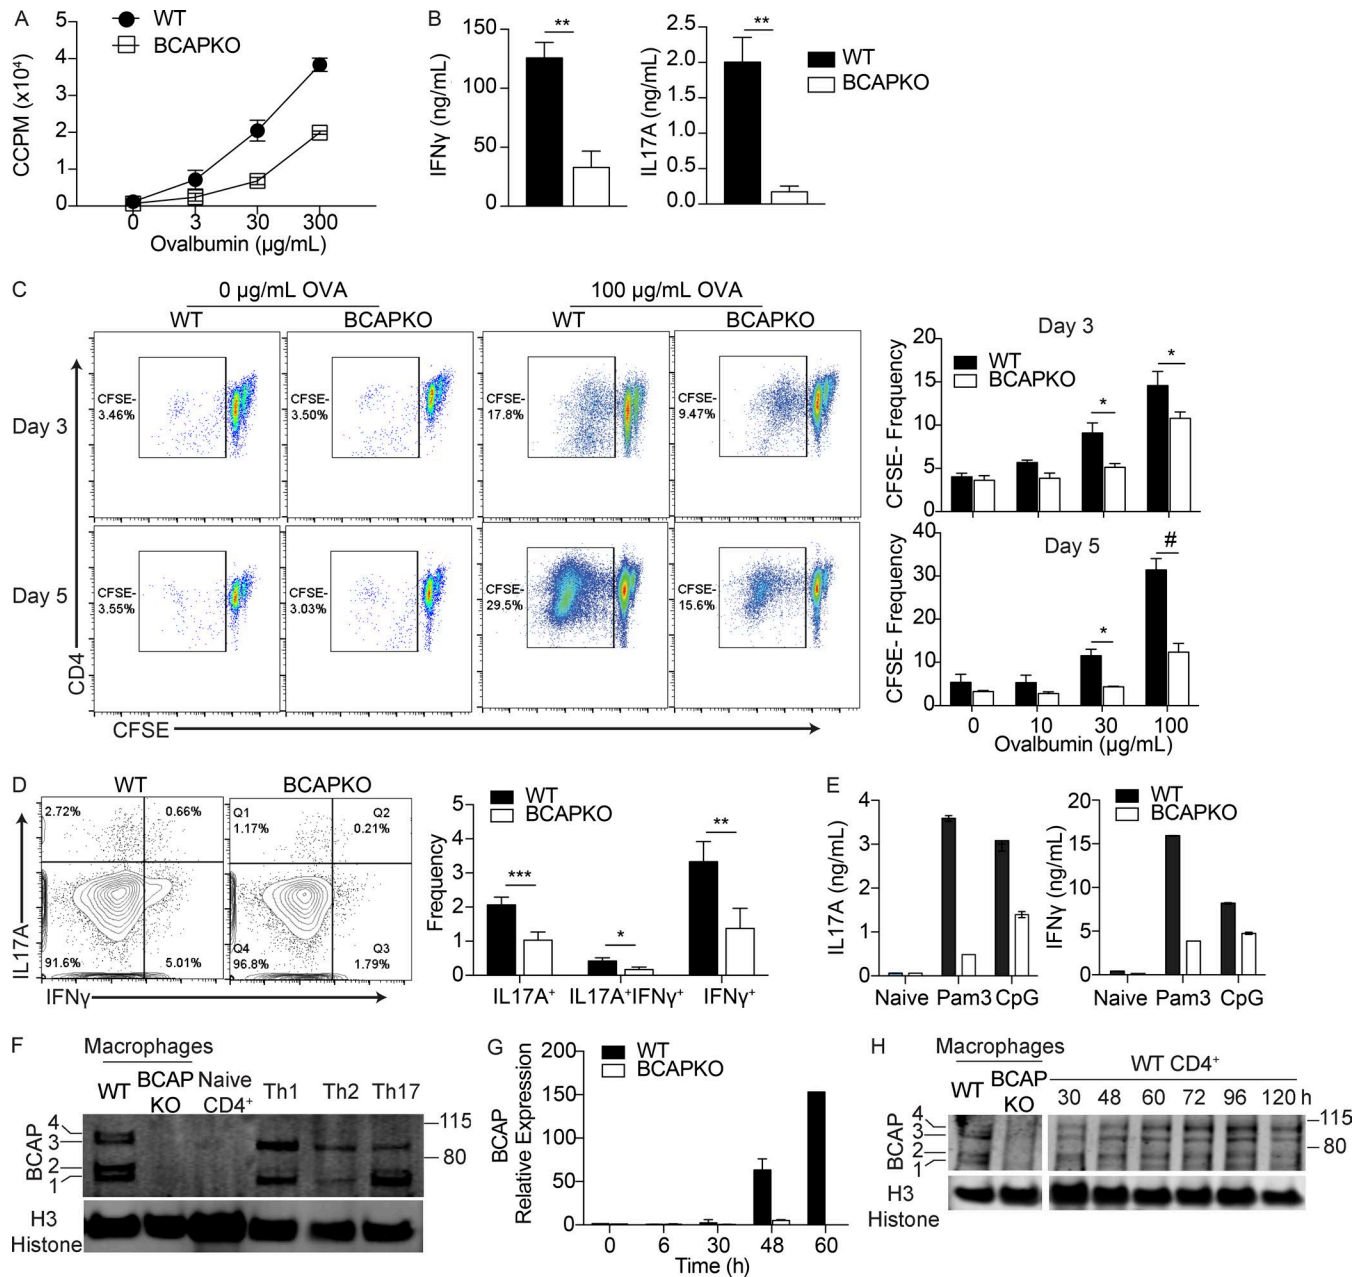 A
WT
BCAPKO
CCPM (x10⁴)
5
4
3
2
1
0
0 3 30 300
Ovalbumin (µg/mL)
B
IFNγ (ng/mL)
150
100
50
0
**
IL17A (ng/mL)
2.5
2.0
1.5
1.0
0.5
0.0
**
WT
BCAPKO
C
0 µg/mL OVA 100 µg/mL OVA
WT BCAPKO WT BCAPKO
Day 3
CFSE- 3.46%
CFSE- 3.50%
CFSE- 17.8%
CFSE- 9.47%
Day 5
CFSE- 3.55%
CFSE- 3.03%
CFSE- 29.5%
CFSE- 15.6%
CD4
CFSE
Day 3
WT
BCAPKO
CFSE- Frequency
20
15
10
5
0
* *
Day 5
CFSE- Frequency
40
30
20
10
0
* #
0 10 30 100
Ovalbumin (µg/mL)
D
WT BCAPKO
2.72% 0.66%
91.6% 5.01%
Q1 1.17%
Q2 0.21%
Q4 96.8%
Q3 1.79%
IL17A
IFNγ
Frequency
5
4
3
2
1
0
WT
BCAPKO
*** * **
IL17A⁺ IL17A⁺IFNγ⁺ IFNγ⁺
E
IL17A (ng/mL)
4
3
2
1
0
Naive Pam3 CpG
WT
BCAPKO
IFNγ (ng/mL)
20
15
10
5
0
Naive Pam3 CpG
F
Macrophages
WT BCAP KO Naive CD4⁺ Th1 Th2 Th17
BCAP
4
3
2
1
115
80
H3
Histone
G
WT
BCAPKO
BCAP
Relative Expression
200
150
100
50
0
0 6 30 48 60
Time (h)
H
Macrophages WT CD4⁺
WT BCAP KO 30 48 60 72 96 120 h
BCAP
4
3
2
1
115
80
H3
Histone